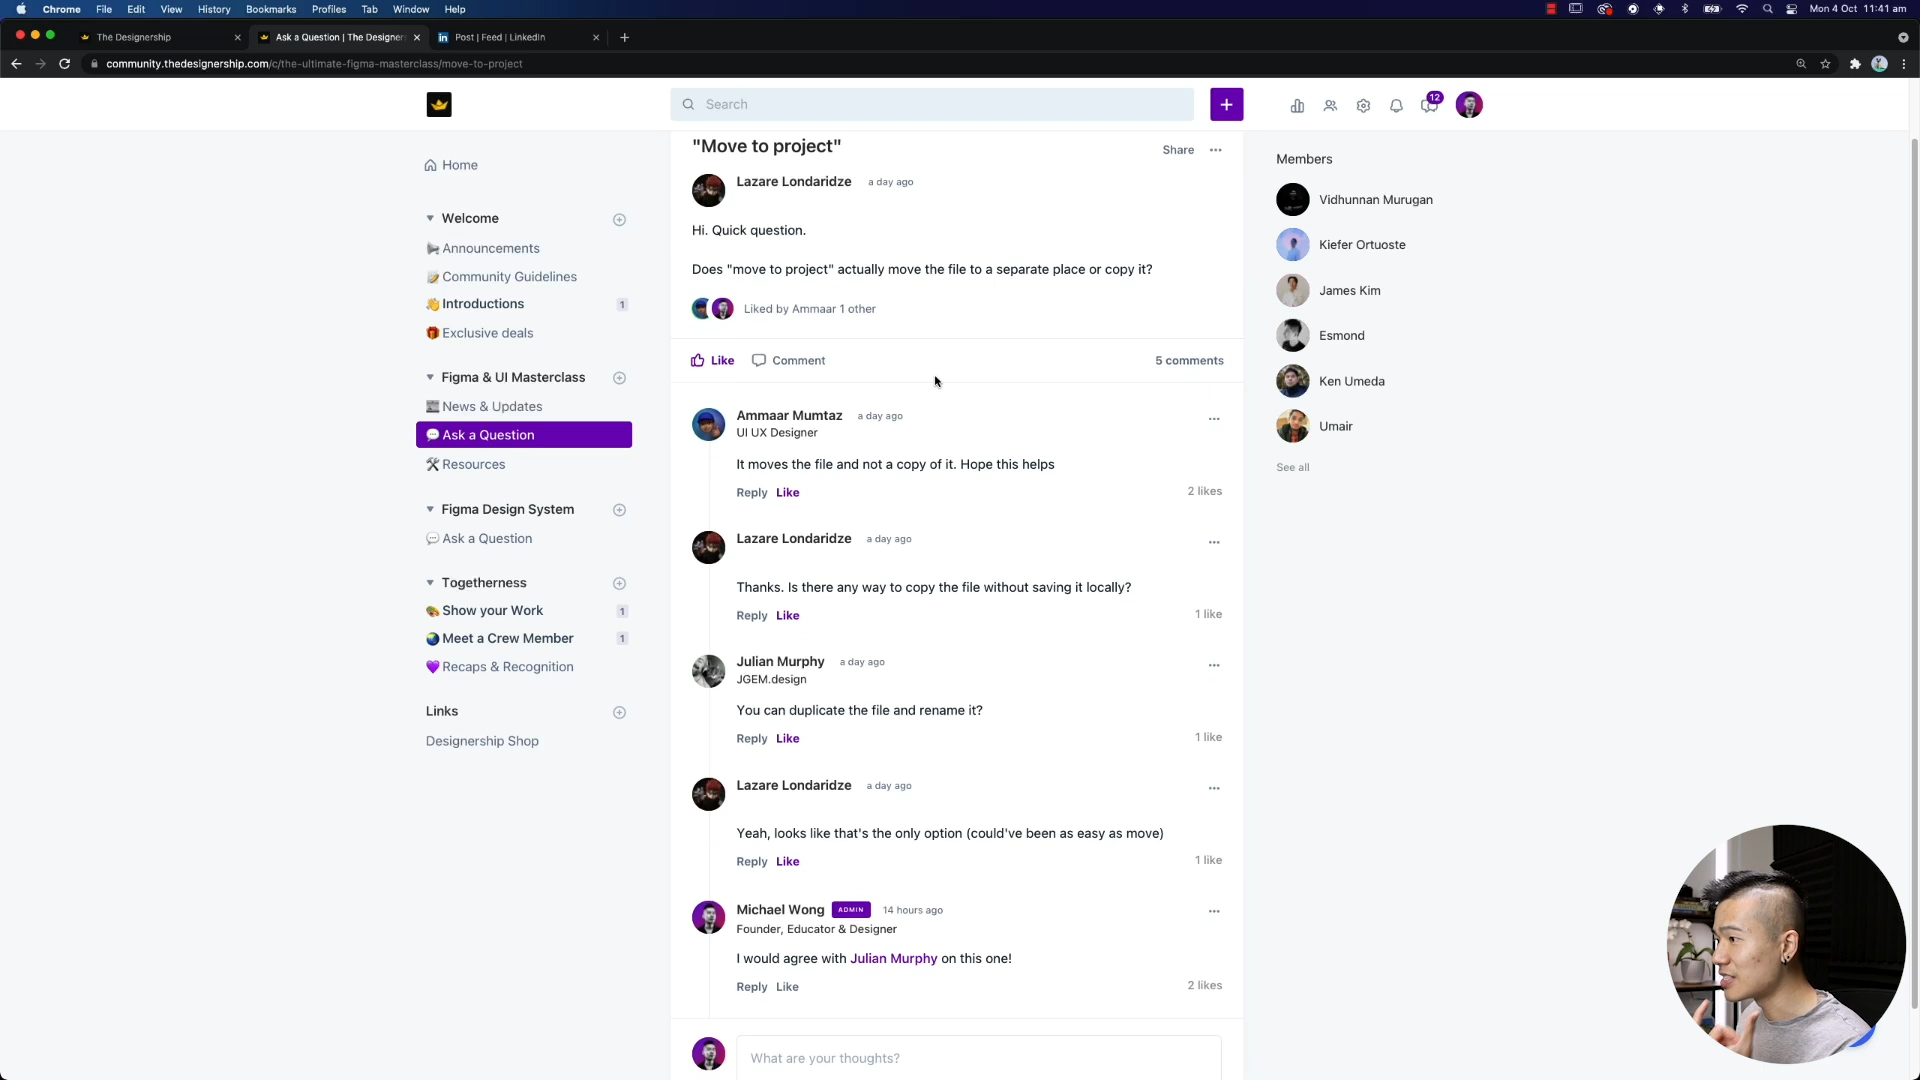 Chrome File Edit View History Bookmarks Profiles Tab Window Help
Mon 4 Oct 11:41 am
The Designership
Ask a Question | The Designer
Post | Feed | LinkedIn
community.thedesignership.com/c/the-ultimate-figma-masterclass/move-to-project
Search
12
Home
Welcome
Announcements
Community Guidelines
Introductions 1
Exclusive deals
Figma & UI Masterclass
News & Updates
Ask a Question
Resources
Figma Design System
Ask a Question
Togetherness
Show your Work 1
Meet a Crew Member 1
Recaps & Recognition
Links
Designership Shop
"Move to project"
Share
Lazare Londaridze a day ago
Hi. Quick question.
Does "move to project" actually move the file to a separate place or copy it?
Liked by Ammaar 1 other
Like Comment 5 comments
Ammaar Mumtaz a day ago
UI UX Designer
It moves the file and not a copy of it. Hope this helps
Reply Like 2 likes
Lazare Londaridze a day ago
Thanks. Is there any way to copy the file without saving it locally?
Reply Like 1 like
Julian Murphy a day ago
JGEM.design
You can duplicate the file and rename it?
Reply Like 1 like
Lazare Londaridze a day ago
Yeah, looks like that's the only option (could've been as easy as move)
Reply Like 1 like
Michael Wong ADMIN 14 hours ago
Founder, Educator & Designer
I would agree with Julian Murphy on this one!
Reply Like 2 likes
What are your thoughts?
Members
Vidhunnan Murugan
Kiefer Ortuoste
James Kim
Esmond
Ken Umeda
Umair
See all